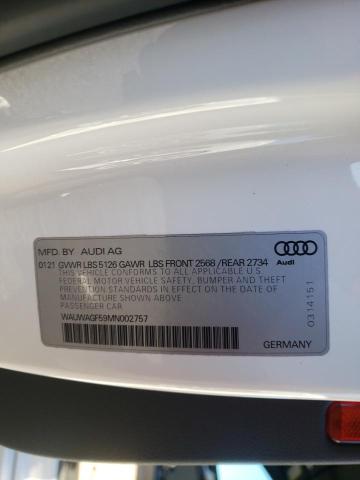 MFD. BY AUDI AG
Audi
0121 GVWR LBS 5126 GAWR LBS FRONT 2568 /REAR 2734
THIS VEHICLE CONFORMS TO ALL APPLICABLE U.S
FEDERAL MOTOR VEHICLE SAFETY, BUMPER, AND THEFT
PREVENTION STANDARDS IN EFFECT ON THE
DATE OF MANUFACTURE SHOWN ABOVE.
PASSENGER CAR
WAUWAGF59MN002757
0314151
GERMANY